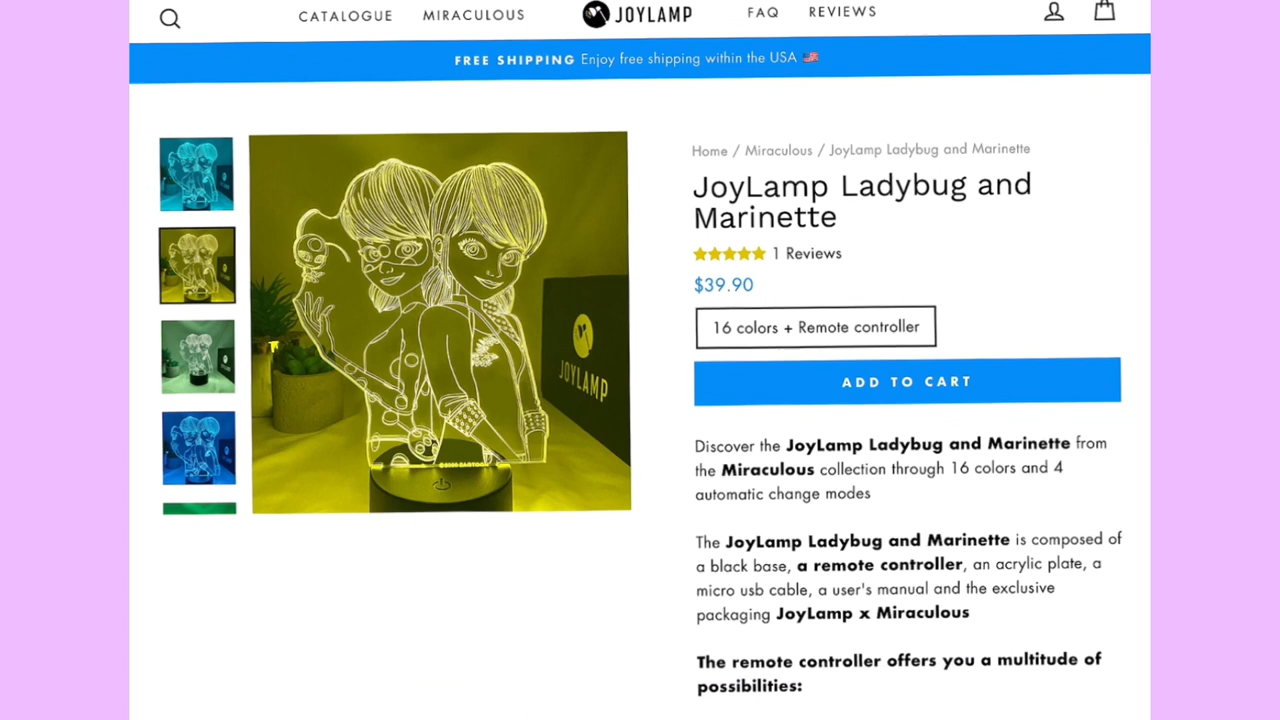 CATALOGUE MIRACULOUS JOYLAMP FAQ REVIEWS
FREE SHIPPING Enjoy free shipping within the USA 🇺🇸
Home / Miraculous / JoyLamp Ladybug and Marinette
JoyLamp Ladybug and
Marinette
1 Reviews
$39.90
16 colors + Remote controller
ADD TO CART
JOYLAMP
Discover the JoyLamp Ladybug and Marinette from
the Miraculous collection through 16 colors and 4
automatic change modes
The JoyLamp Ladybug and Marinette is composed of
a black base, a remote controller, an acrylic plate, a
micro usb cable, a user's manual and the exclusive
packaging JoyLamp x Miraculous
The remote controller offers you a multitude of
possibilities: